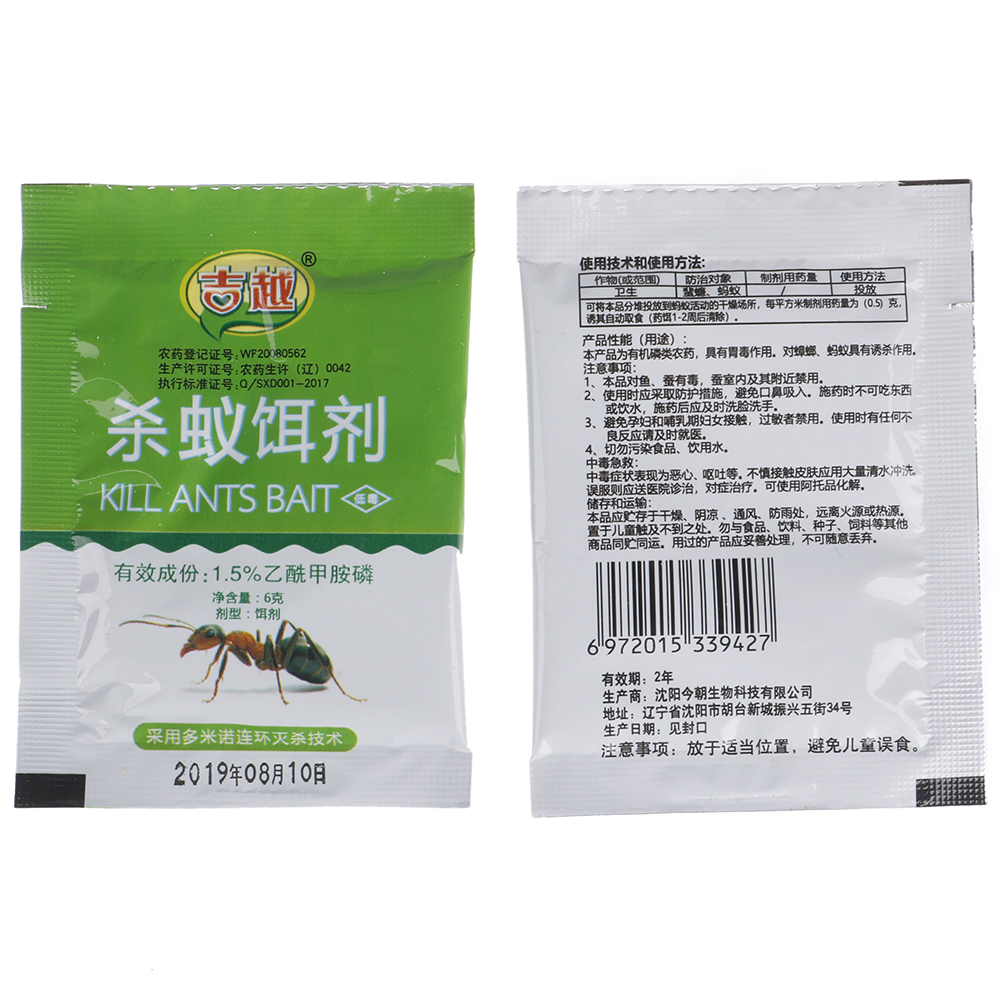 吉越®
农药登记证号:WF20080562
生产许可证号:农药生许（辽）0042
执行标准证号:Q/SXD001-2017
杀蚁饵剂
KILL ANTS BAIT 低毒
有效成份:1.5%乙酰甲胺磷
净含量:6克
剂型:饵剂
采用多米诺连环灭杀技术
2019年08月10日
使用技术和使用方法:
作物(或范围) 防治对象 制剂用药量 使用方法
卫生 蜚蠊、蚂蚁 / 投放
可将本品分堆投放到蚂蚁活动的干燥场所，每平方米制剂用药量为（0.5）克，
诱其自动取食（药饵1-2周后清除）。
产品性能（用途）:
本产品为有机磷类农药，具有胃毒作用。对蟑螂、蚂蚁具有诱杀作用。
注意事项:
1、本品对鱼、蚕有毒，蚕室内及其附近禁用。
2、使用时应采取防护措施，避免口鼻吸入。施药时不可吃东西
或饮水，施药后应及时洗脸洗手。
3、避免孕妇和哺乳期妇女接触，过敏者禁用。使用时有任何不
良反应请及时就医。
4、切勿污染食品、饮用水。
中毒急救:
中毒症状表现为恶心、呕吐等。不慎接触皮肤应用大量清水冲洗.
误服则应送医院诊治，对症治疗。可使用阿托品化解。
储存和运输:
本品应贮存于干燥、阴凉、通风、防雨处，远离火源或热源。
置于儿童触及不到之处。勿与食品、饮料、种子、饲料等其他
商品同贮同运。用过的产品应妥善处理，不可随意丢弃。
6 972015 339427
有效期:2年
生产商:沈阳今朝生物科技有限公司
地址:辽宁省沈阳市胡台新城振兴五街34号
生产日期:见封口
注意事项:放于适当位置，避免儿童误食。